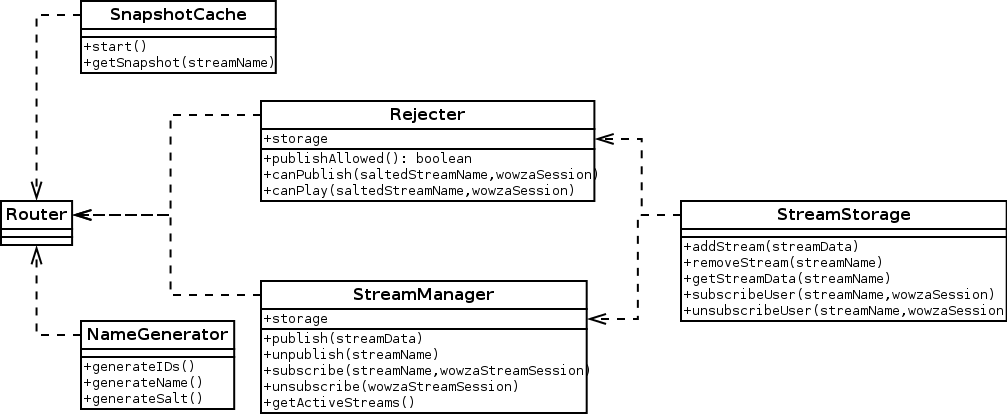 SnapshotCache
+start()
+getSnapshot(streamName)
Rejecter
+storage
+publishAllowed(): boolean
+canPublish(saltedStreamName,wowzaSession)
+canPlay(saltedStreamName,wowzaSession)
Router
StreamStorage
+addStream(streamData)
+removeStream(streamName)
+getStreamData(streamName)
+subscribeUser(streamName,wowzaSession)
+unsubscribeUser(streamName,wowzaSession
StreamManager
+storage
+publish(streamData)
+unpublish(streamName)
+subscribe(streamName,wowzaStreamSession)
+unsubscribe(wowzaStreamSession)
+getActiveStreams()
NameGenerator
+generateIDs()
+generateName()
+generateSalt()